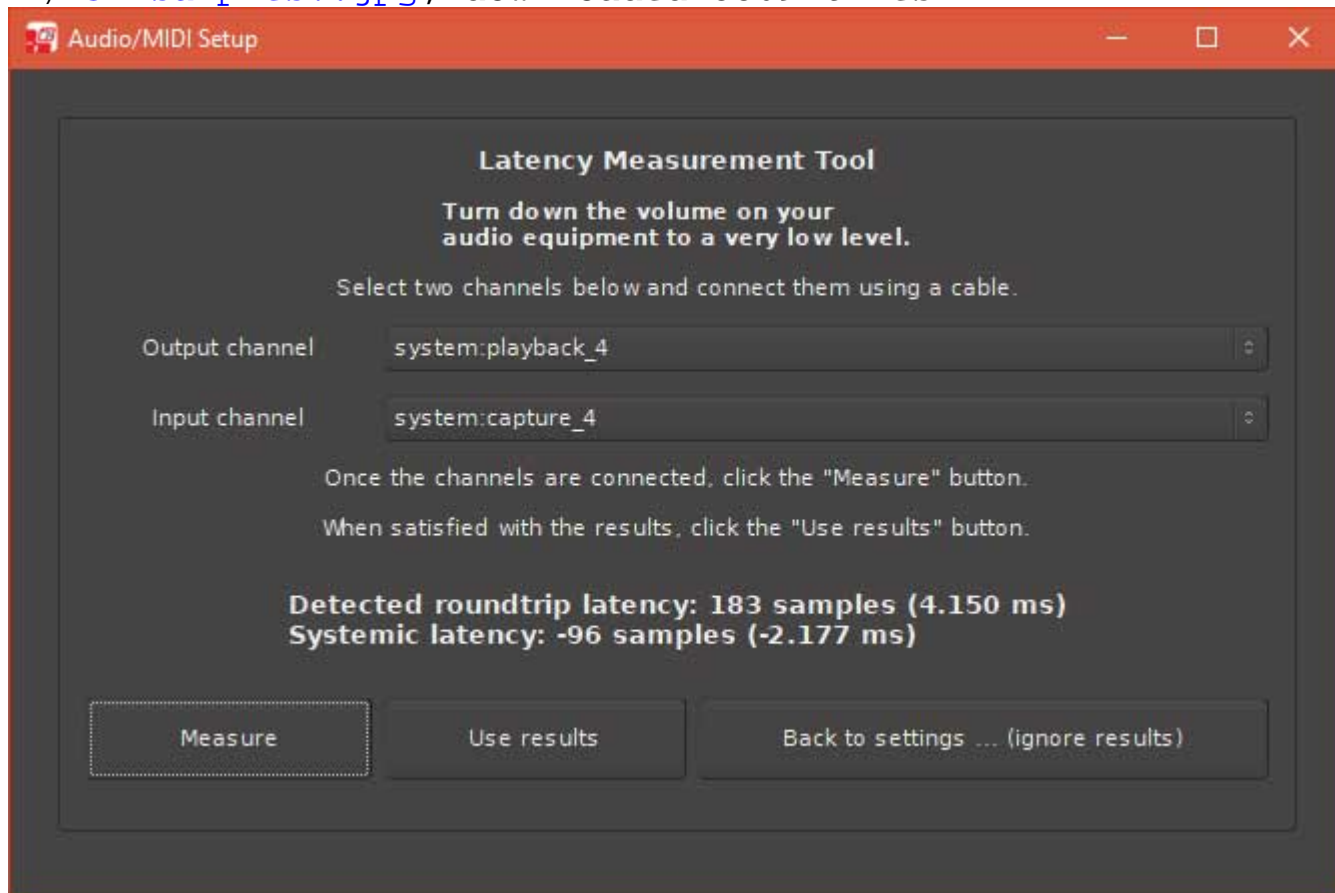 Audio/MIDI Setup
Latency Measurement Tool
Turn down the volume on your
audio equipment to a very low level.
Select two channels below and connect them using a cable.
Output channel
system:playback_4
Input channel
system:capture_4
Once the channels are connected, click the "Measure" button.
When satisfied with the results, click the "Use results" button.
Detected roundtrip latency: 183 samples (4.150 ms)
Systemic latency: -96 samples (-2.177 ms)
Measure
Use results
Back to settings ... (ignore results)